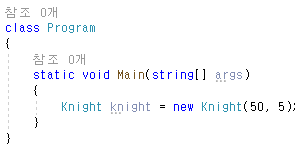 참조 0개
class Program
{
참조 0개
static void Main(string[] args)
{
Knight knight = new Knight(50, 5)
}
}